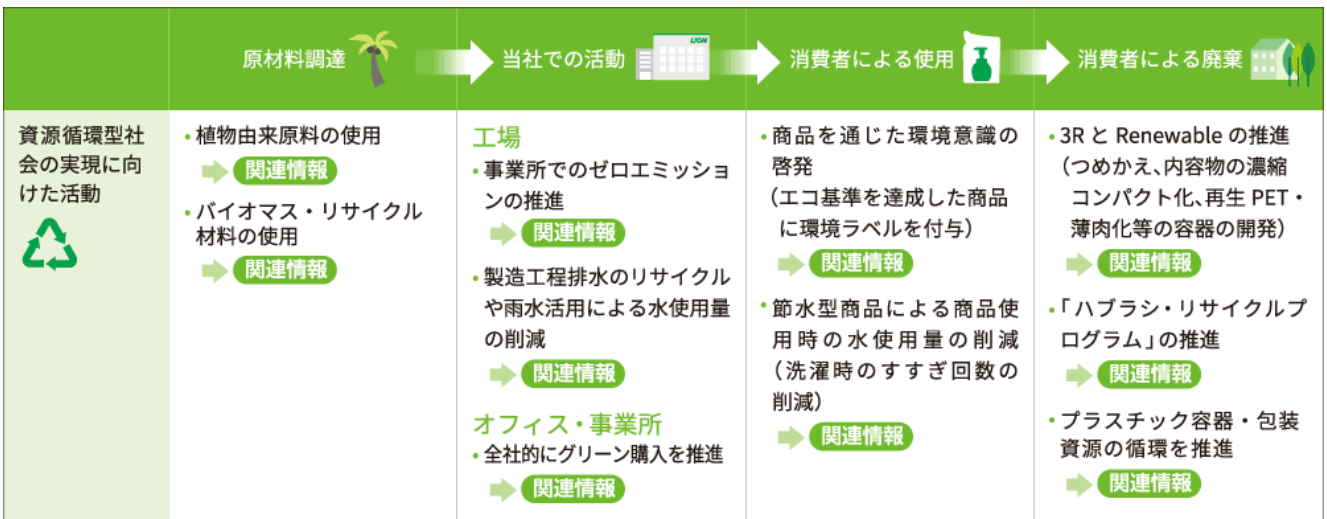 原材料調達
当社での活動
LION
消費者による使用
消費者による廃棄
資源循環型社
会の実現に向
けた活動
・植物由来原料の使用
関連情報
・バイオマス・リサイクル
材料の使用
関連情報
工場
・事業所でのゼロエミッショ
ンの推進
関連情報
・製造工程排水のリサイクル
や雨水活用による水使用量
の削減
関連情報
オフィス・事業所
・全社的にグリーン購入を推進
関連情報
・商品を通じた環境意識の
啓発
（エコ基準を達成した商品
に環境ラベルを付与）
関連情報
・節水型商品による商品使
用時の水使用量の削減
（洗濯時のすすぎ回数の
削減）
関連情報
・3R と Renewable の推進
（つめかえ、内容物の濃縮
コンパクト化、再生 PET・
薄肉化等の容器の開発）
関連情報
・「ハブラシ・リサイクルプ
ログラム」の推進
関連情報
・プラスチック容器・包装
資源の循環を推進
関連情報